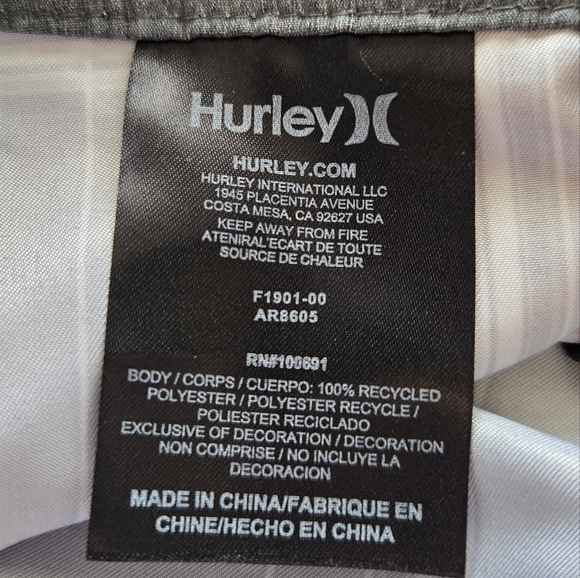 Hurley
HURLEY.COM
HURLEY INTERNATIONAL LLC
1945 PLACENTIA AVENUE
COSTA MESA, CA 92627 USA
KEEP AWAY FROM FIRE
ATENIRAL'ECART DE TOUTE
SOURCE DE CHALEUR
F1901-00
AR8605
RN#100691
BODY / CORPS / CUERPO: 100% RECYCLED
POLYESTER / POLYESTER RECYCLE /
POLIESTER RECICLADO
EXCLUSIVE OF DECORATION / DECORATION
NON COMPRISE / NO INCLUYE LA
DECORACION
MADE IN CHINA/FABRIQUE EN
CHINE/HECHO EN CHINA